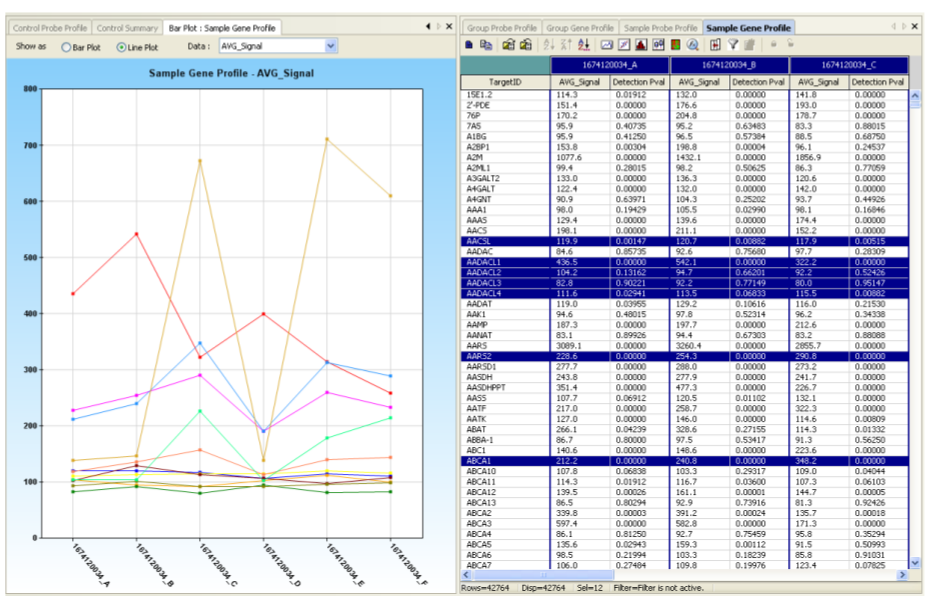 Control Probe Profile Control Summary Bar Plot : Sample Gene Profile
Show as Bar Plot Line Plot Data : AVG_Signal
Sample Gene Profile - AVG_Signal
800
700
600
500
400
300
200
100
0
1674120034_A
1674120034_B
1674120034_C
1674120034_D
1674120034_E
1674120034_F
Group Probe Profile Group Gene Profile Sample Probe Profile Sample Gene Profile
1674120034_A 1674120034_B 1674120034_C
TargetID AVG_Signal Detection Pval AVG_Signal Detection Pval AVG_Signal Detection Pval
15E1.2 114.3 0.01912 132.0 0.00000 141.8 0.00000
2'-PDE 151.4 0.00000 176.6 0.00000 193.0 0.00000
76P 170.2 0.00000 204.8 0.00000 178.7 0.00000
7A5 95.9 0.40735 95.2 0.63483 83.3 0.88015
A1BG 95.9 0.41250 96.5 0.57384 88.5 0.68750
A2BP1 153.8 0.00304 198.8 0.00004 96.1 0.24537
A2M 1077.6 0.00000 1432.1 0.00000 1856.9 0.00000
A2ML1 99.4 0.28015 98.2 0.50625 86.3 0.77059
A3GALT2 133.0 0.00000 136.3 0.00000 120.6 0.00000
A4GALT 122.4 0.00000 132.0 0.00000 142.0 0.00000
A4GNT 90.9 0.63971 104.3 0.25202 93.7 0.44926
AAA1 98.0 0.19429 105.5 0.02990 98.1 0.16846
AAAS 129.4 0.00000 139.6 0.00000 174.4 0.00000
AACS 198.1 0.00000 211.1 0.00000 152.2 0.00000
AACSL 119.9 0.00147 120.7 0.00882 117.9 0.00515
AADAC 84.6 0.85735 92.6 0.75680 97.7 0.28309
AADACL1 436.5 0.00000 542.1 0.00000 322.2 0.00000
AADACL2 104.2 0.13162 94.7 0.66201 92.2 0.52426
AADACL3 82.8 0.90221 92.2 0.77149 80.0 0.95147
AADACL4 111.6 0.02941 113.5 0.06833 115.5 0.00882
AADAT 119.0 0.03955 129.2 0.10616 116.0 0.21530
AAK1 94.6 0.48015 97.8 0.52314 96.2 0.34338
AAMP 187.3 0.00000 197.7 0.00000 212.6 0.00000
AANAT 83.1 0.89926 94.4 0.67303 83.2 0.88088
AARS 3089.1 0.00000 3260.4 0.00000 2855.7 0.00000
AARS2 228.6 0.00000 254.3 0.00000 290.8 0.00000
AARSD1 277.7 0.00000 288.0 0.00000 273.2 0.00000
AASDH 243.8 0.00000 277.9 0.00000 241.7 0.00000
AASDHPPT 351.4 0.00000 477.3 0.00000 226.7 0.00000
AASS 107.7 0.06912 120.5 0.01102 132.1 0.00000
AATF 217.0 0.00000 258.7 0.00000 322.3 0.00000
AATK 127.0 0.00000 146.0 0.00000 114.6 0.00809
ABAT 266.1 0.04239 328.6 0.27155 114.3 0.01332
ABBA-1 86.7 0.80000 97.5 0.53417 91.3 0.56250
ABC1 140.6 0.00000 148.6 0.00000 223.6 0.00000
ABCA1 212.2 0.00000 240.8 0.00000 348.2 0.00000
ABCA10 107.8 0.06838 103.3 0.29317 109.0 0.04044
ABCA11 114.3 0.01912 116.7 0.03600 107.3 0.06103
ABCA12 139.5 0.00026 161.1 0.00001 144.7 0.00005
ABCA13 86.5 0.80294 92.9 0.73916 81.3 0.92426
ABCA2 339.8 0.00003 391.2 0.00024 135.7 0.00018
ABCA3 597.4 0.00000 582.8 0.00000 171.3 0.00000
ABCA4 86.1 0.81250 92.7 0.75459 95.8 0.35294
ABCA5 135.6 0.02943 159.3 0.00112 91.5 0.50993
ABCA6 98.5 0.21994 103.3 0.18239 85.8 0.91031
ABCA7 106.0 0.27484 109.8 0.19976 123.4 0.07825
Rows=42764 Disp=42764 Sel=12 Filter=Filter is not active.